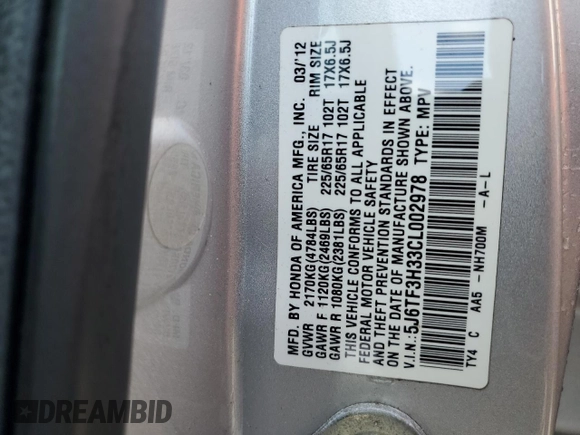 MFD. BY HONDA OF AMERICA MFG., INC. 03/'12
GVWR 2170KG(4784LBS) TIRE SIZE RIM SIZE
GAWR F 1120KG(2469LBS) 225/65R17 102T 17X6.5J
GAWR R 1080KG(2381LBS) 225/65R17 102T 17X6.5J
THIS VEHICLE CONFORMS TO ALL APPLICABLE
FEDERAL MOTOR VEHICLE SAFETY
AND THEFT PREVENTION STANDARDS IN EFFECT
ON THE DATE OF MANUFACTURE SHOWN ABOVE.
V.I.N.: 5J6TF3H33CL002978 TYPE: MPV
TY4 C AA5 -NH700M -A-L
DREAMBID